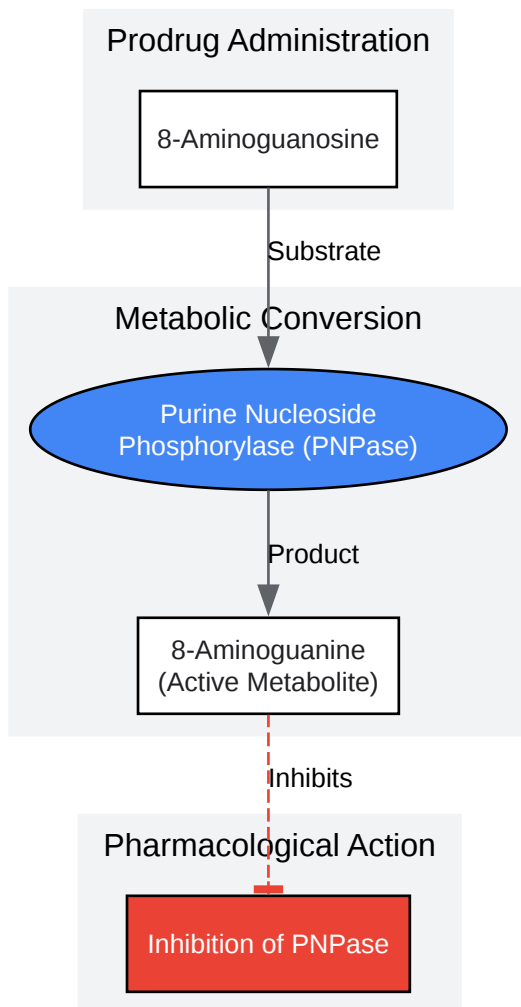 Prodrug Administration
8-Aminoguanosine
Substrate
Metabolic Conversion
Purine Nucleoside
Phosphorylase (PNPase)
Product
8-Aminoguanine
(Active Metabolite)
Inhibits
Pharmacological Action
Inhibition of PNPase